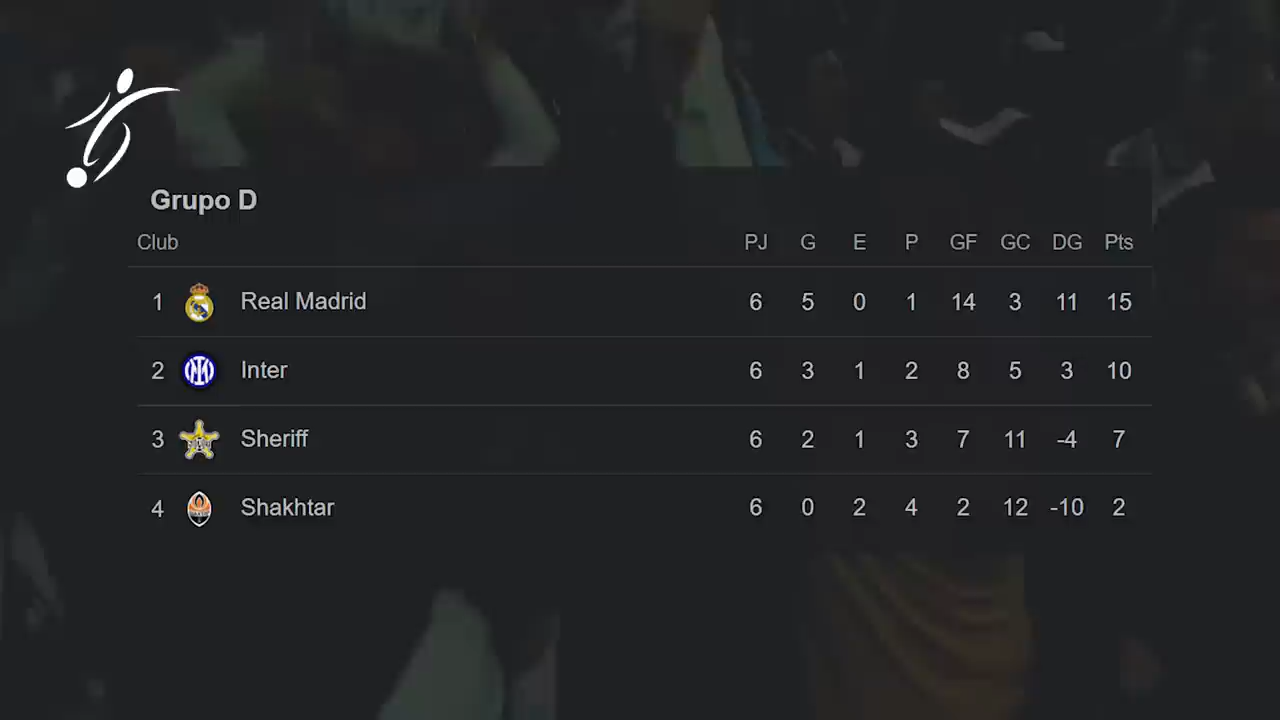 Grupo D
Club PJ G E P GF GC DG Pts
1 Real Madrid 6 5 0 1 14 3 11 15
2 Inter 6 3 1 2 8 5 3 10
3 Sheriff 6 2 1 3 7 11 -4 7
4 Shakhtar 6 0 2 4 2 12 -10 2